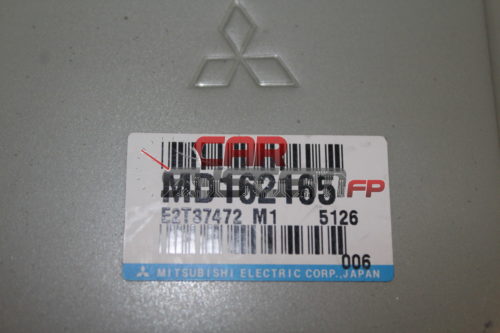 CAR
FP
MD162165
E2T37472 M1 5126
006
MITSUBISHI ELECTRIC CORP., JAPAN